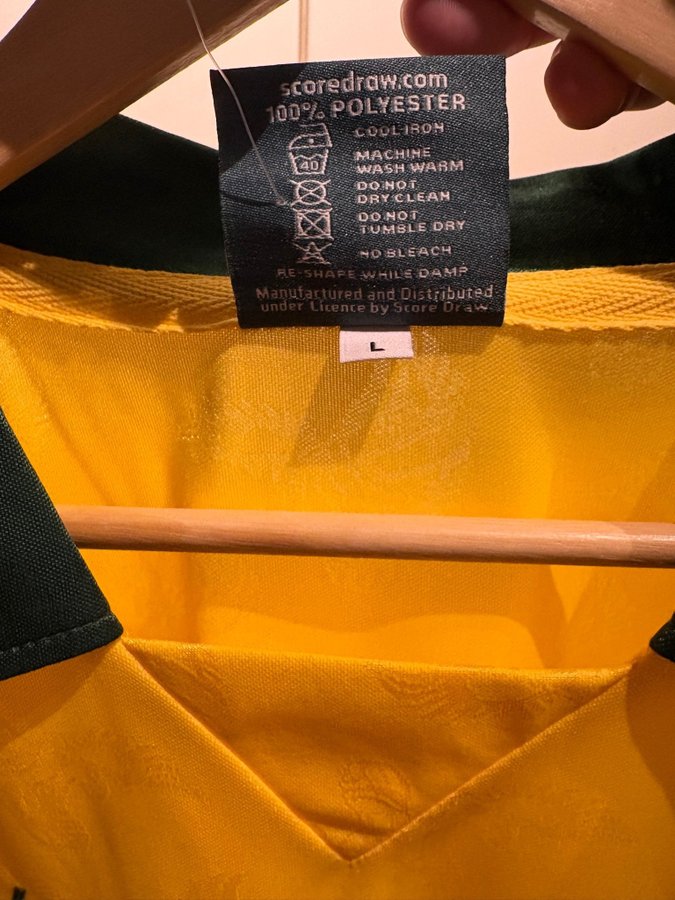 scoredraw.com
100% POLYESTER
COOL IRON
40
MACHINE
WASH WARM
DO NOT
DRY CLEAN
DO NOT
TUMBLE DRY
NO BLEACH
RE-SHAPE WHILE DAMP
Manufactured and Distributed
under Licence by Score Draw
L